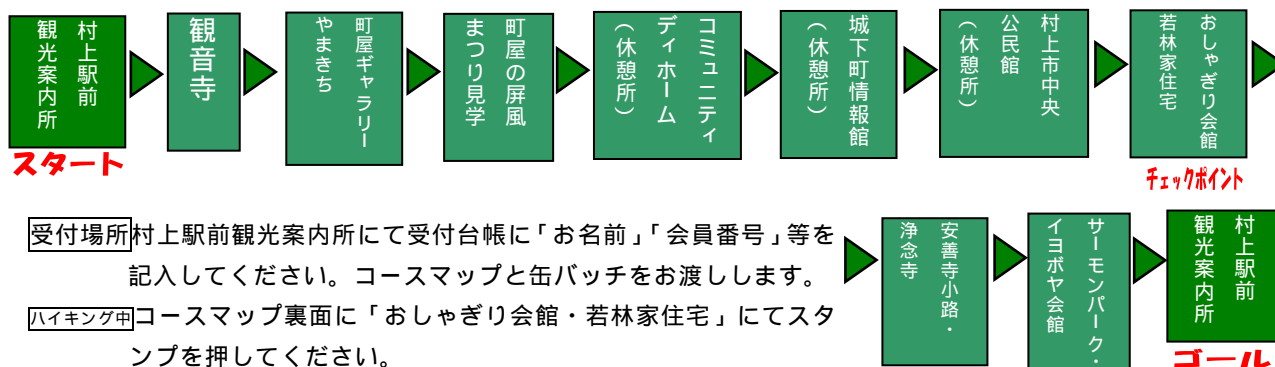 村上駅前
観光案内所
スタート
観音寺
町屋ギャラリー
やまきち
町屋の屏風
まつり見学
コミュニティ
ディホーム
（休憩所）
城下町情報館
（休憩所）
村上市中央
公民館
（休憩所）
おしゃぎり会館
若林家住宅
チェックポイント
安善寺小路・
浄念寺
サーモンパーク・
イヨボヤ会館
村上駅前
観光案内所
ゴール
受付場所村上駅前観光案内所にて受付台帳に「お名前」「会員番号」等を
記入してください。コースマップと缶バッチをお渡しします。
ハイキング中コースマップ裏面に「おしゃぎり会館・若林家住宅」にてスタ
ンプを押してください。